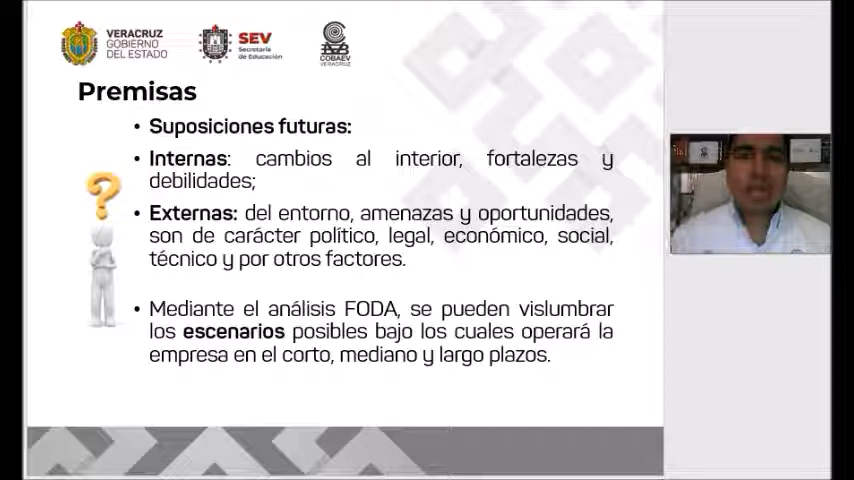 VERACRUZ
GOBIERNO
DEL ESTADO
SEV
Secretaría
de Educación
COBAEV
VERACRUZ
Premisas
• Suposiciones futuras:
• Internas: cambios al interior, fortalezas y
debilidades;
• Externas: del entorno, amenazas y oportunidades,
son de carácter político, legal, económico, social,
técnico y por otros factores.
• Mediante el análisis FODA, se pueden vislumbrar
los escenarios posibles bajo los cuales operará la
empresa en el corto, mediano y largo plazos.